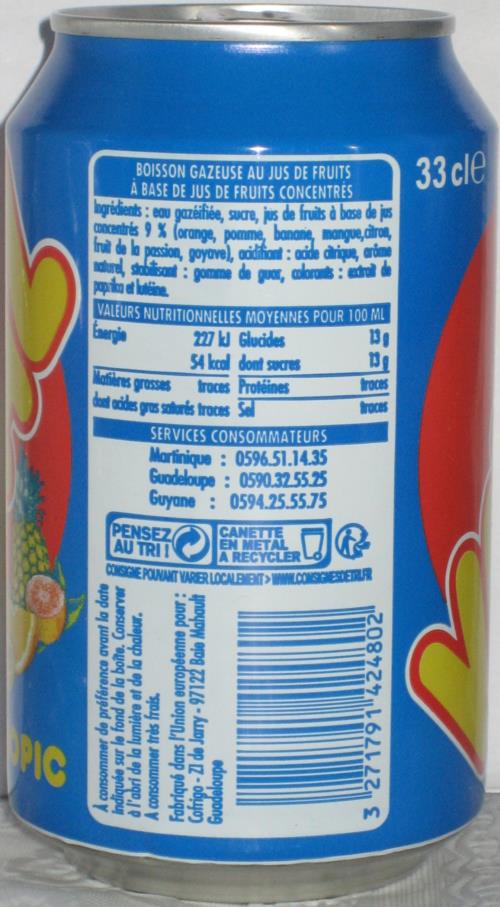 33 cl e
BOISSON GAZEUSE AU JUS DE FRUITS
À BASE DE JUS DE FRUITS CONCENTRÉS
Ingrédients : eau gazéifiée, sucre, jus de fruits à base de jus
concentrés 9 % (orange, pomme, banane, mangue,citron,
fruit de la passion, goyave), acidifiant : acide citrique, arôme
naturel, stabilisant : gomme de guar, colorants : extrait de
paprika et lutéine.
VALEURS NUTRITIONNELLES MOYENNES POUR 100 ML
Énergie 227 kJ Glucides 13 g
54 kcal dont sucres 13 g
Matières grasses traces Protéines traces
dont acides gras saturés traces Sel traces
SERVICES CONSOMMATEURS
Martinique : 0596.51.14.35
Guadeloupe : 0590.32.55.25
Guyane : 0594.25.55.75
PENSEZ
AU TRI !
CANETTE
EN METAL
A RECYCLER
CONSIGNE POUVANT VARIER LOCALEMENT > WWW.CONSIGNESDETRI.FR
A consommer de préférence avant la date
indiquée sur le fond de la boîte. Conserver
à l'abri de la lumière et de la chaleur.
A consommer très frais.
Fabriqué dans l'Union européenne pour :
Cofrigo - ZI de Jarry - 97122 Baie Mahault
Guadeloupe
3 271791 424802
OPIC